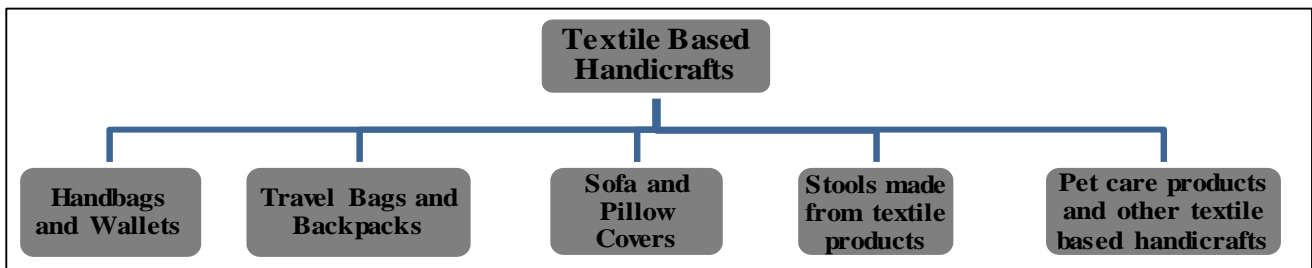 Textile Based
Handicrafts
Handbags
and Wallets
Travel Bags and
Backpacks
Sofa and
Pillow
Covers
Stools made
from textile
products
Pet care products
and other textile
based handicrafts